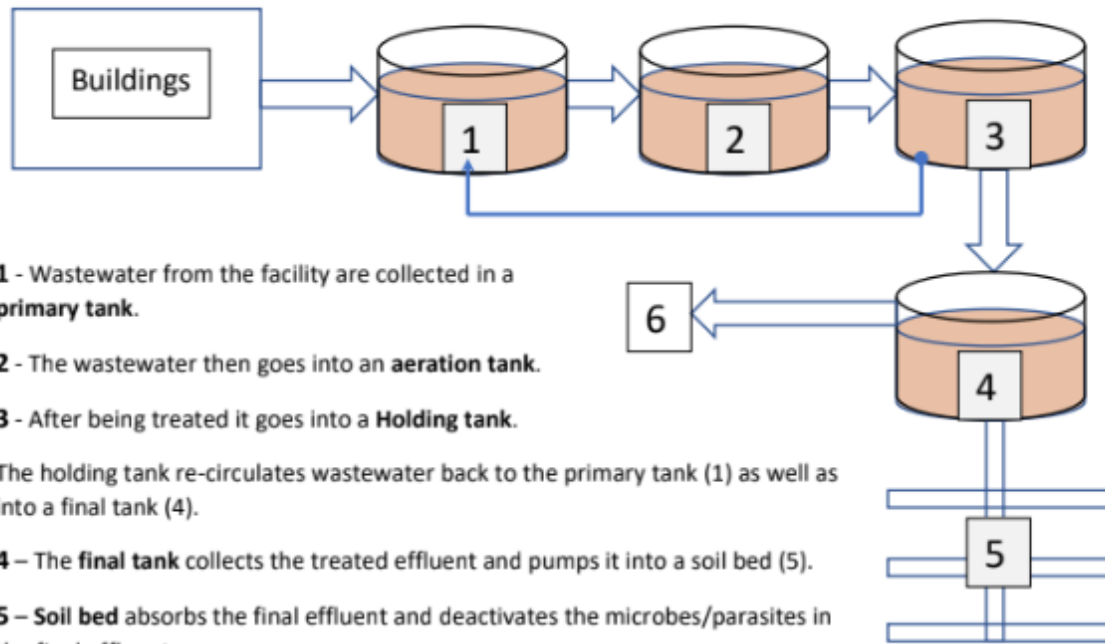 Buildings
1
2
3
1 - Wastewater from the facility are collected in a
primary tank.
6
2 - The wastewater then goes into an aeration tank.
4
3 - After being treated it goes into a Holding tank.
The holding tank re-circulates wastewater back to the primary tank (1) as well as
into a final tank (4).
4 – The final tank collects the treated effluent and pumps it into a soil bed (5).
5
5 – Soil bed absorbs the final effluent and deactivates the microbes/parasites in